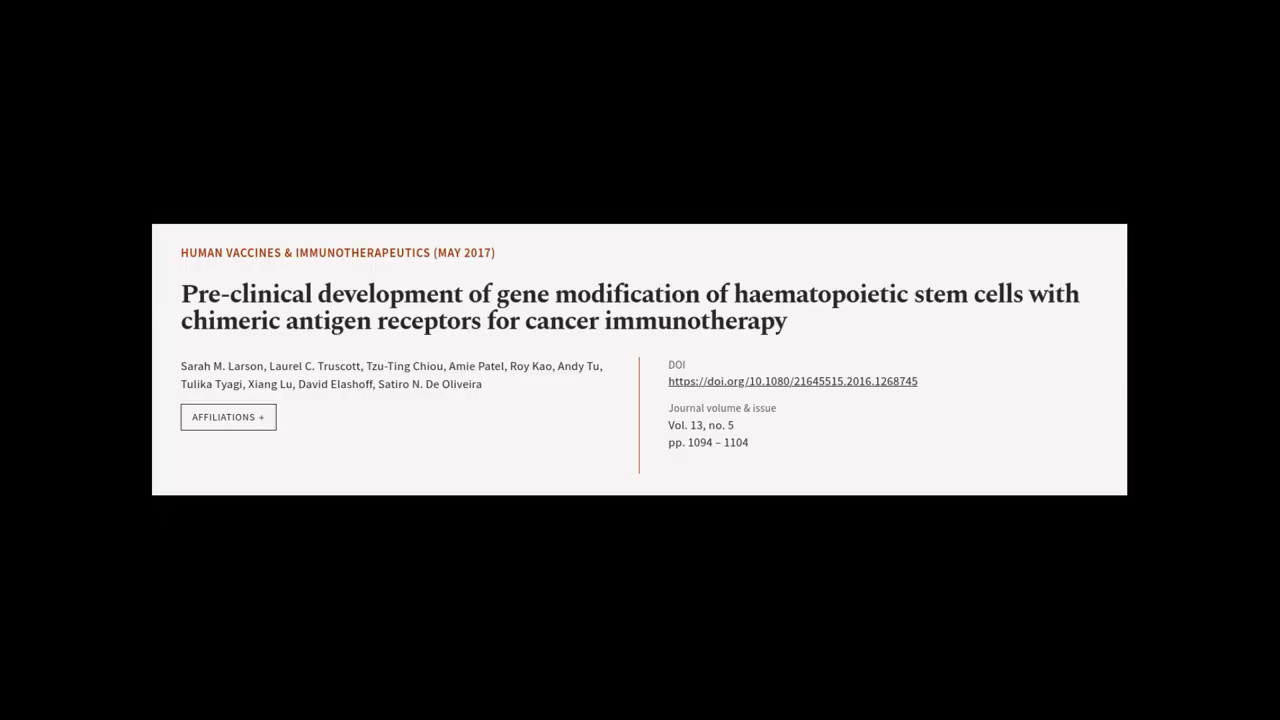 HUMAN VACCINES & IMMUNOTHERAPEUTICS (MAY 2017)
Pre-clinical development of gene modification of haematopoietic stem cells with
chimeric antigen receptors for cancer immunotherapy
Sarah M. Larson, Laurel C. Truscott, Tzu-Ting Chiou, Amie Patel, Roy Kao, Andy Tu,
Tulika Tyagi, Xiang Lu, David Elashoff, Satiro N. De Oliveira
AFFILIATIONS +
DOI
https://doi.org/10.1080/21645515.2016.1268745
Journal volume & issue
Vol. 13, no. 5
pp. 1094 – 1104